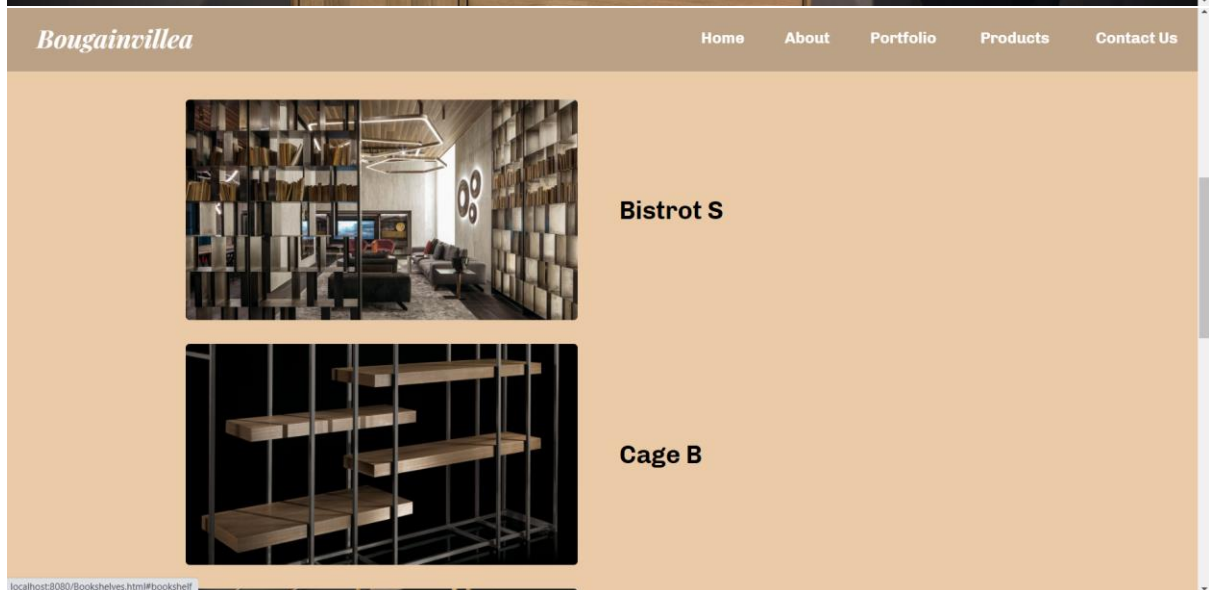 Bougainvillea
Home About Portfolio Products Contact Us
Bistrot S
Cage B
localhost:8080/Bookshelves.html#bookshelf